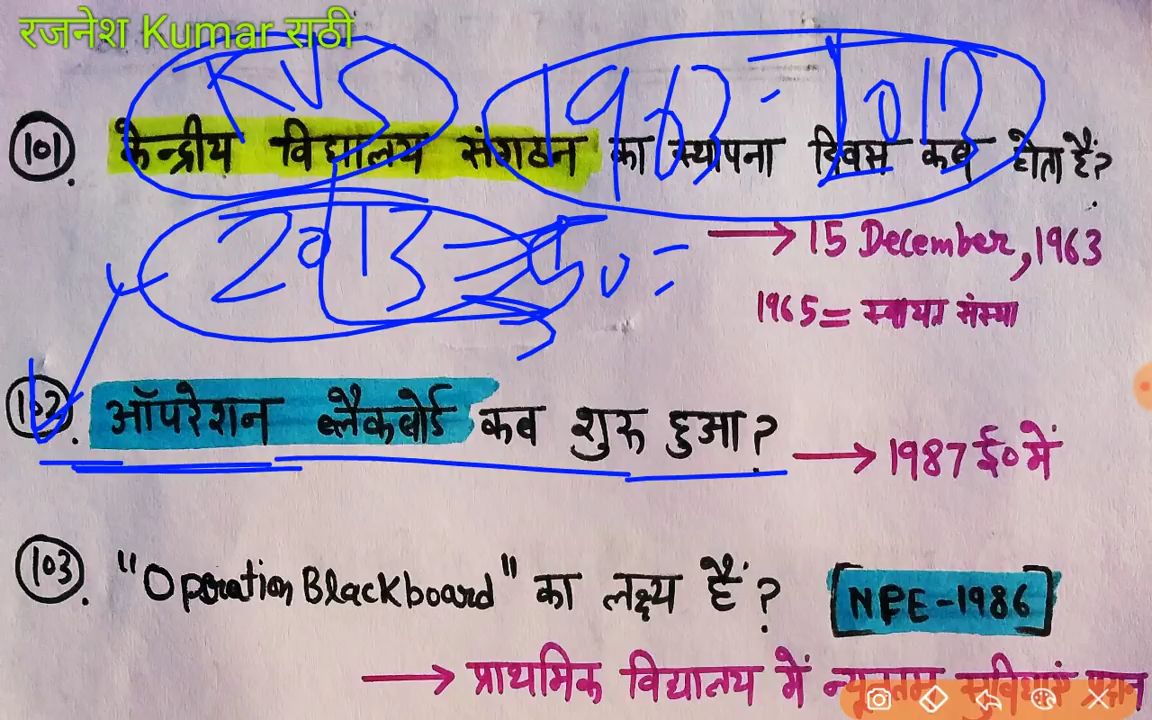 रजनेश Kumar राठी
KVS 1963 - 2013
101. केन्द्रीय विद्यालय संगठन का स्थापना दिवस कब होता है?
2013 50
→ 15 December, 1963
1965 = स्वायत्त संस्था
102. ऑपरेशन ब्लैकबोर्ड कब शुरू हुआ?
→ 1987 ई० में
103. "Operation Blackboard" का लक्ष्य है? [NPE-1986]
→ प्राथमिक विद्यालय में न्यूनतम सुविधाएं